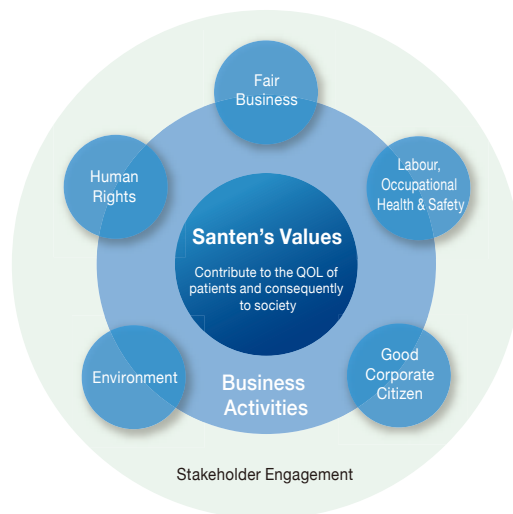 Fair
Business
Human
Rights
Labour,
Occupational
Health & Safety
Santen's Values
Contribute to the QOL of
patients and consequently
to society
Environment
Business
Activities
Good
Corporate
Citizen
Stakeholder Engagement